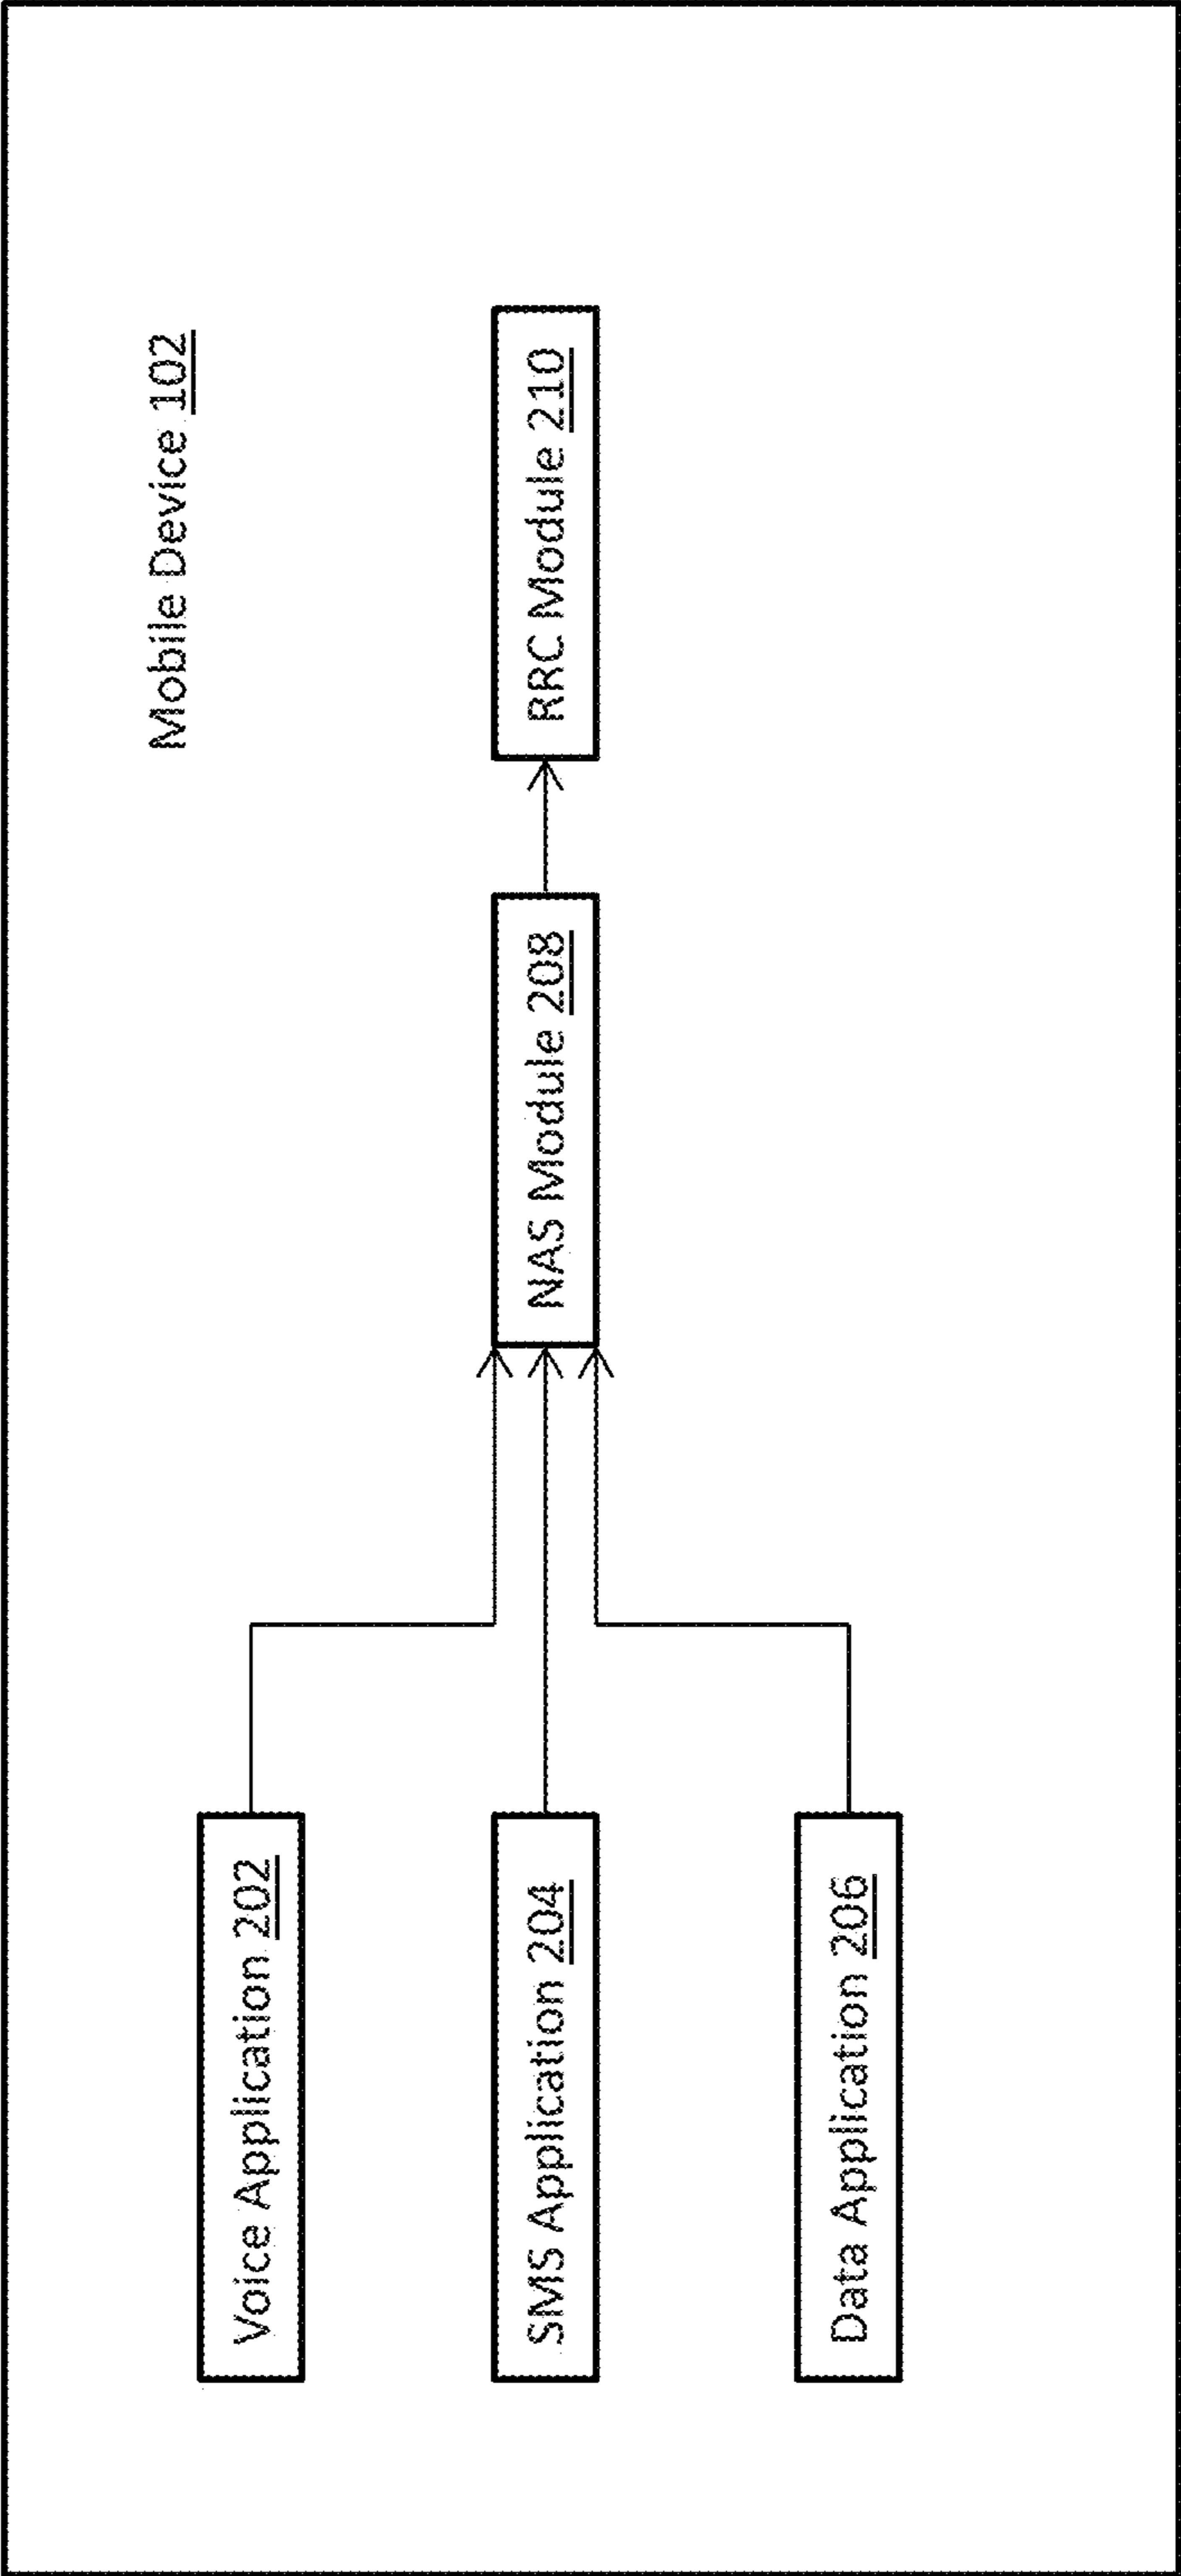 Mobile Device 102
Voice Application 202
SMS Application 204
NAS Module 208
RRC Module 210
Data Application 206